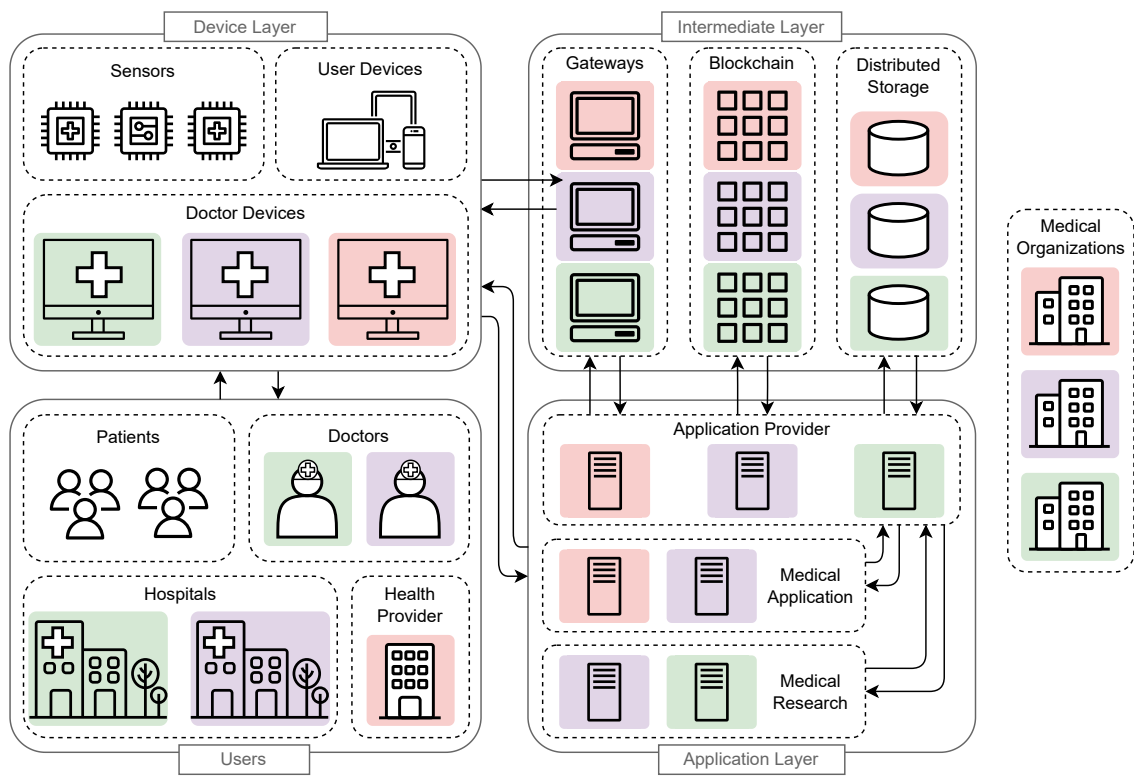 Device Layer
Sensors
User Devices
Doctor Devices
Intermediate Layer
Gateways
Blockchain
Distributed
Storage
Medical
Organizations
Patients
Doctors
Hospitals
Health
Provider
Users
Application Provider
Medical
Application
Medical
Research
Application Layer